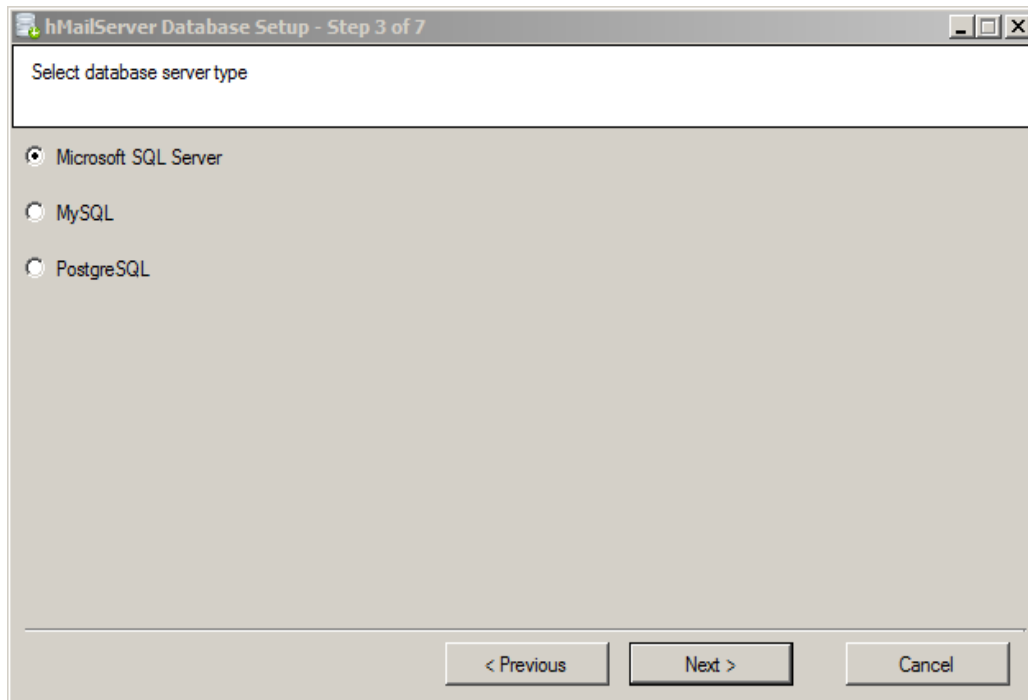 hMailServer Database Setup - Step 3 of 7
Select database server type
Microsoft SQL Server
MySQL
PostgreSQL
< Previous Next > Cancel